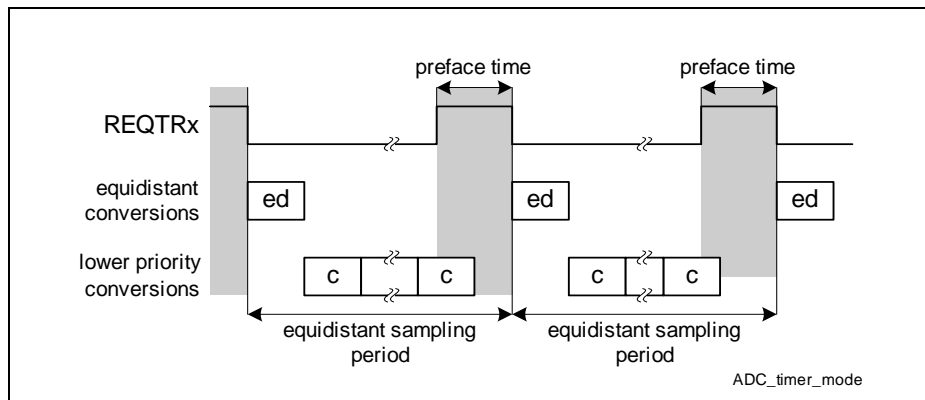 preface time preface time
REQTRx
equidistant
conversions
ed ed ed
lower priority
conversions
c c c c
equidistant sampling
period
equidistant sampling
period
ADC_timer_mode